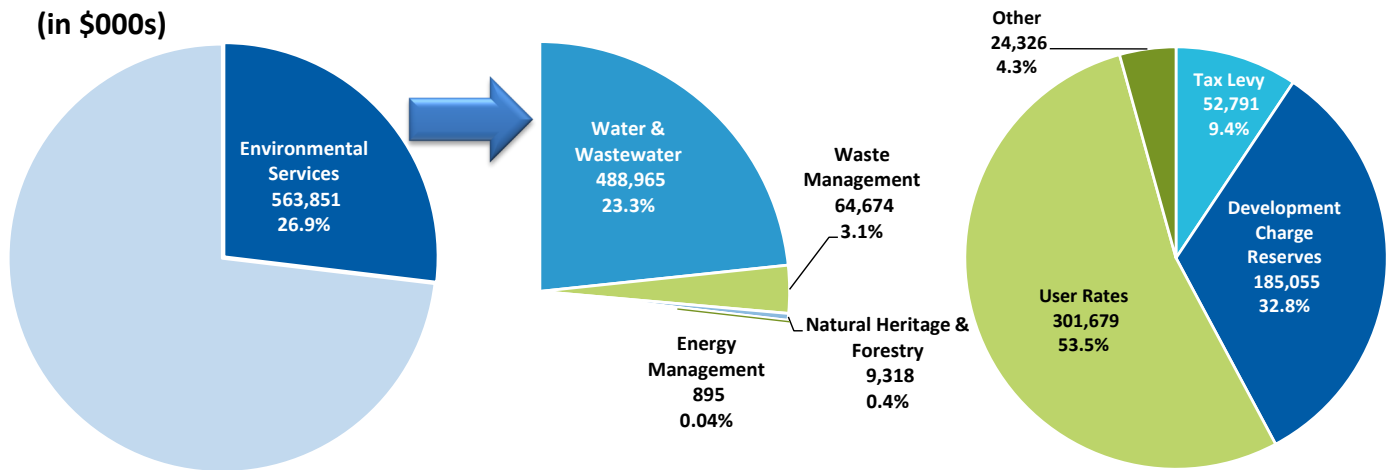 (in $000s)
Environmental
Services
563,851
26.9%
Water &
Wastewater
488,965
23.3%
Waste
Management
64,674
3.1%
Natural Heritage &
Forestry
9,318
0.4%
Energy
Management
895
0.04%
Other
24,326
4.3%
Tax Levy
52,791
9.4%
Development
Charge
Reserves
185,055
32.8%
User Rates
301,679
53.5%